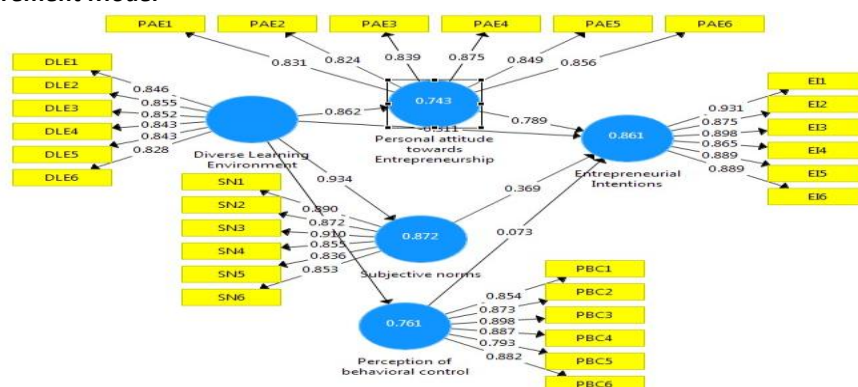 rement model
PAE1 PAE2 PAE3 PAE4 PAE5 PAE6
0.831 0.824 0.839 0.875 0.849 0.856
DLE1
DLE2
DLE3
DLE4
DLE5
DLE6
0.846
0.855
0.852
0.843
0.843
0.828
Diverse Learning
Environment
0.862
0.743
Personal attitude
towards
Entrepreneurship
0.789
0.861
Entrepreneurial
Intentions
0.931
0.875
0.898
0.865
0.889
0.889
EI1
EI2
EI3
EI4
EI5
EI6
0.934
0.369
0.073
SN1
SN2
SN3
SN4
SN5
SN6
0.890
0.872
0.910
0.855
0.836
0.853
0.872
Subjective norms
0.761
Perception of
behavioral control
0.854
0.873
0.898
0.887
0.793
0.882
PBC1
PBC2
PBC3
PBC4
PBC5
PBC6